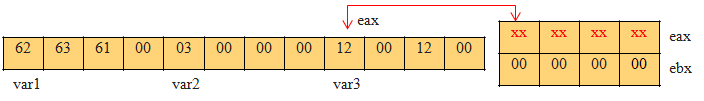 eax
xx xx xx xx eax
62 63 61 00 03 00 00 00 12 00 12 00
00 00 00 00 ebx
var1 var2 var3